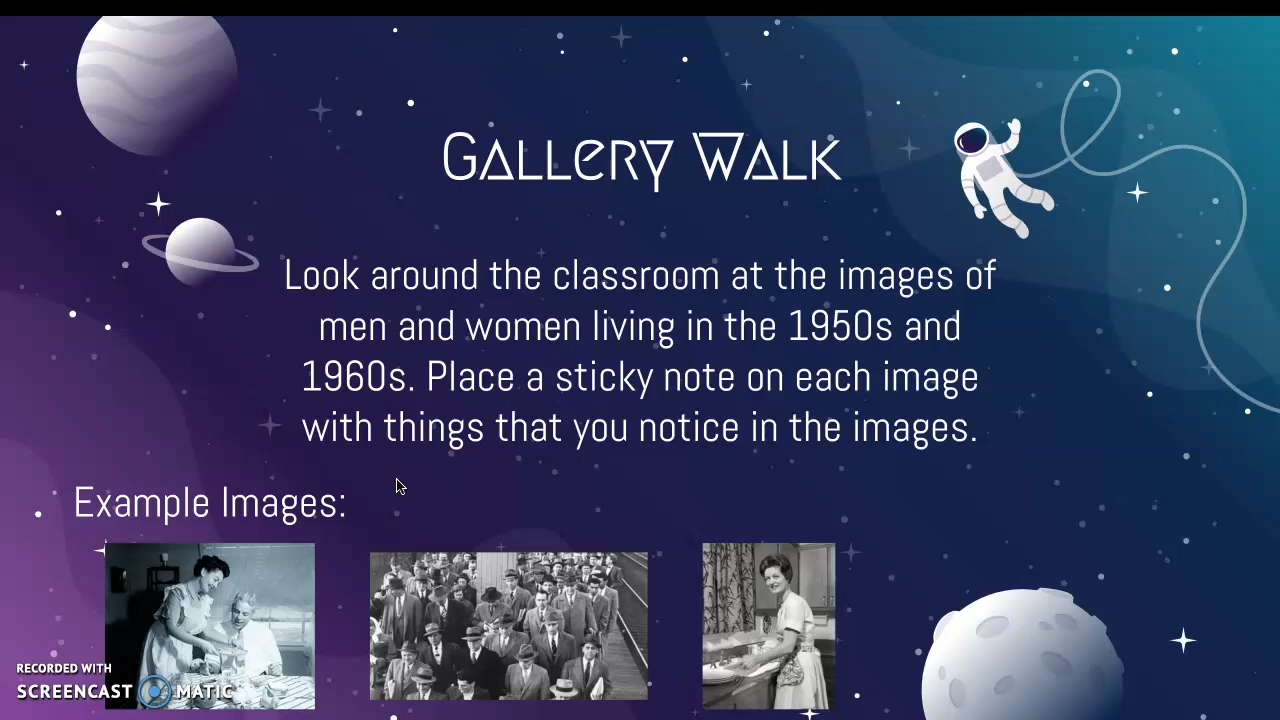 Gallery Walk
Look around the classroom at the images of
men and women living in the 1950s and
1960s. Place a sticky note on each image
with things that you notice in the images.
Example Images:
RECORDED WITH
SCREENCAST MATIC